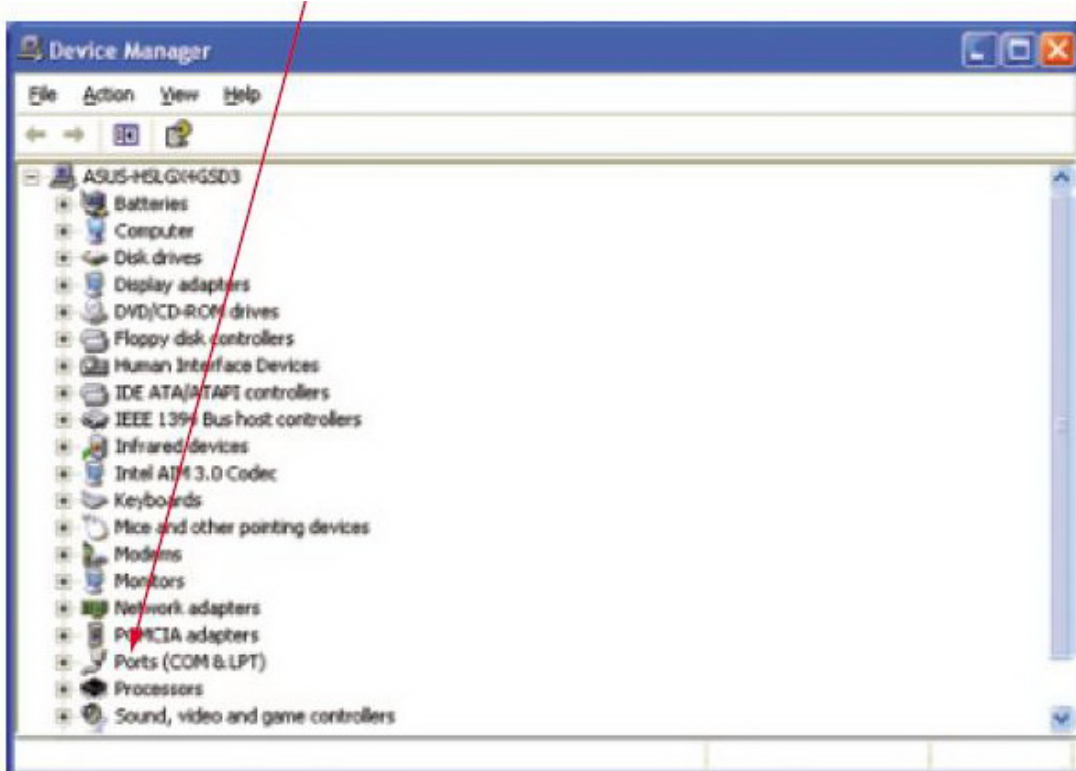 Device Manager
File Action View Help
ASUS-HSLGX4GSD3
Batteries
Computer
Disk drives
Display adapters
DVD/CD-ROM drives
Floppy disk controllers
Human Interface Devices
IDE ATA/ATAPI controllers
IEEE 1394 Bus host controllers
Infrared devices
Intel AIM 3.0 Codec
Keyboards
Mice and other pointing devices
Modems
Monitors
Network adapters
PCMCIA adapters
Ports (COM & LPT)
Processors
Sound, video and game controllers